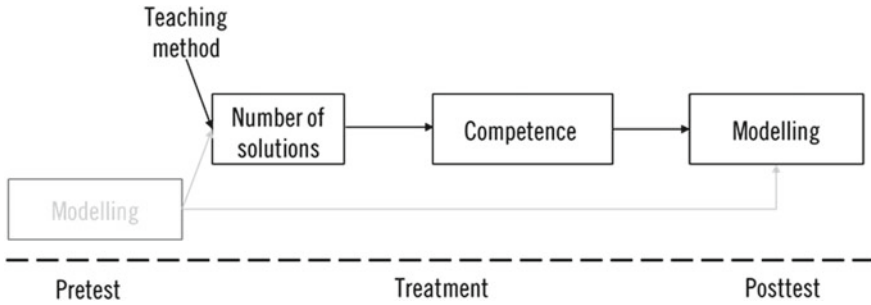 Teaching
method
Number of
solutions
Competence
Modelling
Modelling
Pretest
Treatment
Posttest